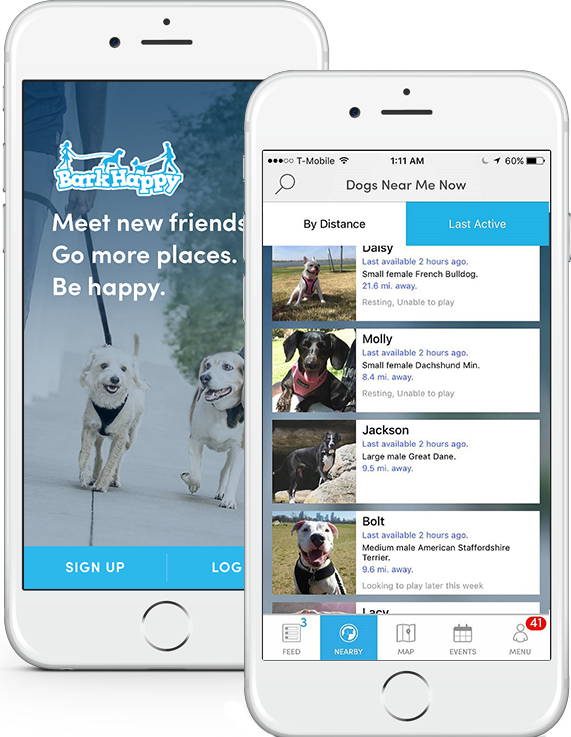 BarkHappy
Meet new friends
Go more places.
Be happy.
SIGN UP
LOG
T-Mobile
1:11 AM
60%
Dogs Near Me Now
By Distance
Last Active
Daisy
Last available 2 hours ago.
Small female French Bulldog.
21.6 mi. away.
Resting, Unable to play
Molly
Last available 2 hours ago.
Small female Dachshund Min.
8.4 mi. away.
Resting, Unable to play
Jackson
Last available 2 hours ago.
Large male Great Dane.
9.5 mi. away.
Bolt
Last available 2 hours ago.
Medium male American Staffordshire
Terrier.
9.6 mi. away.
Looking to play later this week
Lacy
3
FEED
NEARBY
MAP
EVENTS
41
MENU